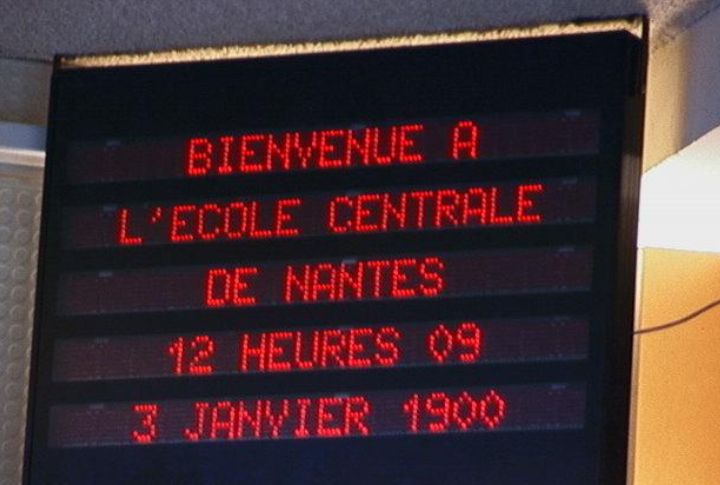 BIENVENUE A
L'ECOLE CENTRALE
DE NANTES
12 HEURES 09
3 JANVIER 1900